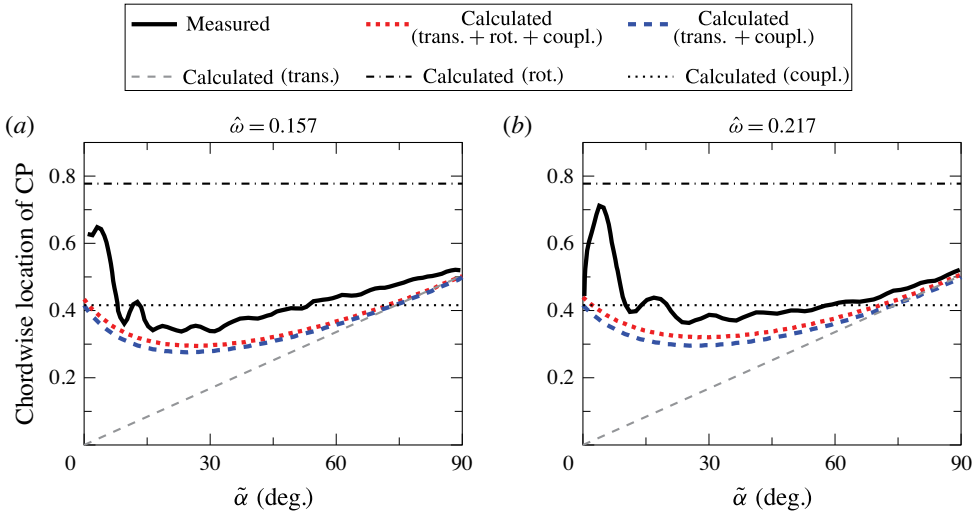 Measured
Calculated
(trans. + rot. + coupl.)
Calculated
(trans. + coupl.)
Calculated (trans.)
Calculated (rot.)
Calculated (coupl.)
(a)
ω̂ = 0.157
(b)
ω̂ = 0.217
Chordwise location of CP
0.8
0.6
0.4
0.2
0
30
60
90
α̃ (deg.)
0.8
0.6
0.4
0.2
0
30
60
90
α̃ (deg.)